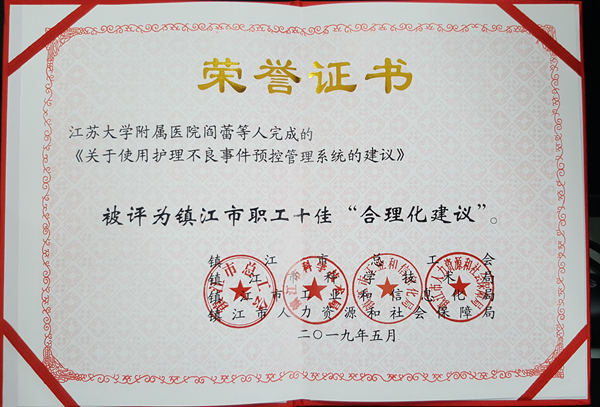 荣誉证书
江苏大学附属医院阎蕾等人完成的
《关于使用护理不良事件预控管理系统的建议》
被评为镇江市职工十佳“合理化建议”。
镇江市总工会
镇江市科学技术局
镇江市工业和信息化局
镇江市人力资源和社会保障局
二〇一九年五月